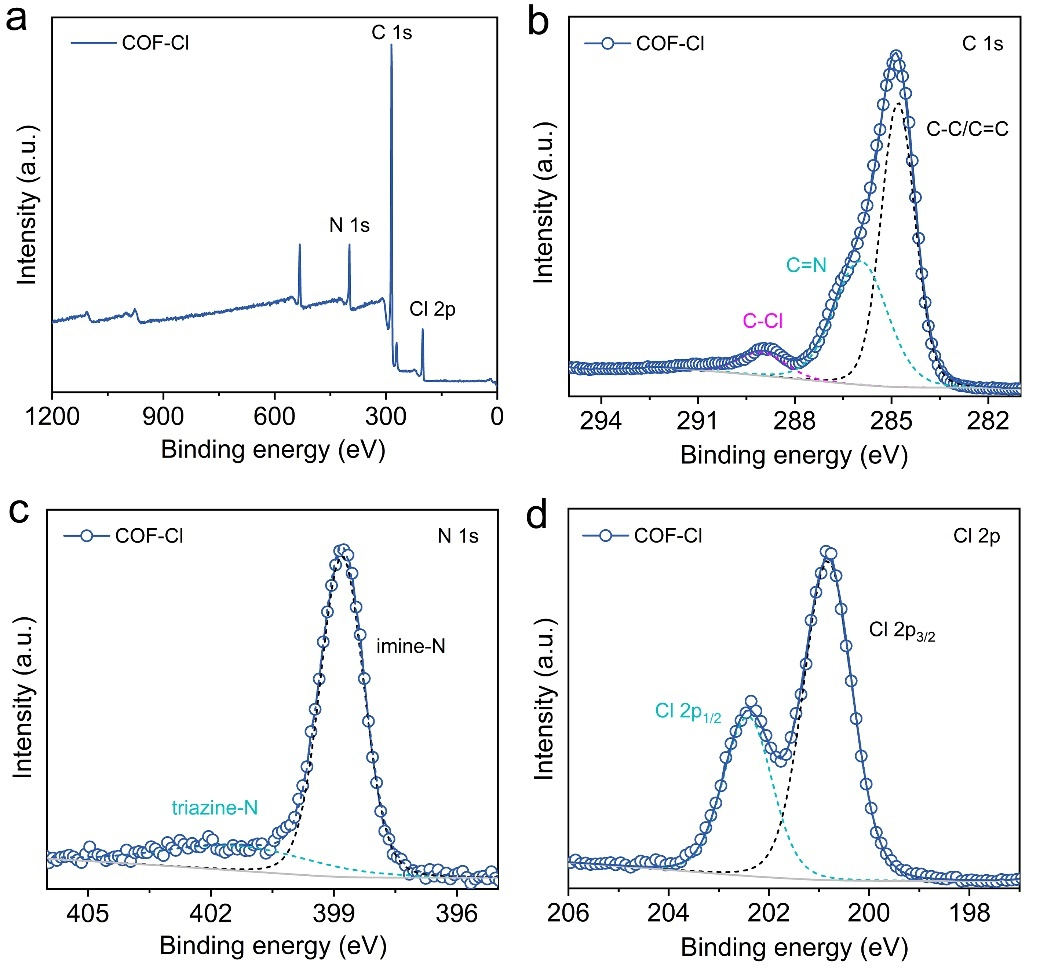 a
COF-Cl
C 1s
N 1s
Cl 2p
Intensity (a.u.)
1200 900 600 300 0
Binding energy (eV)
b
COF-Cl
C 1s
C-C/C=C
C=N
C-Cl
Intensity (a.u.)
294 291 288 285 282
Binding energy (eV)
c
COF-Cl
N 1s
imine-N
triazine-N
Intensity (a.u.)
405 402 399 396
Binding energy (eV)
d
COF-Cl
Cl 2p
Cl 2p3/2
Cl 2p1/2
Intensity (a.u.)
206 204 202 200 198
Binding energy (eV)